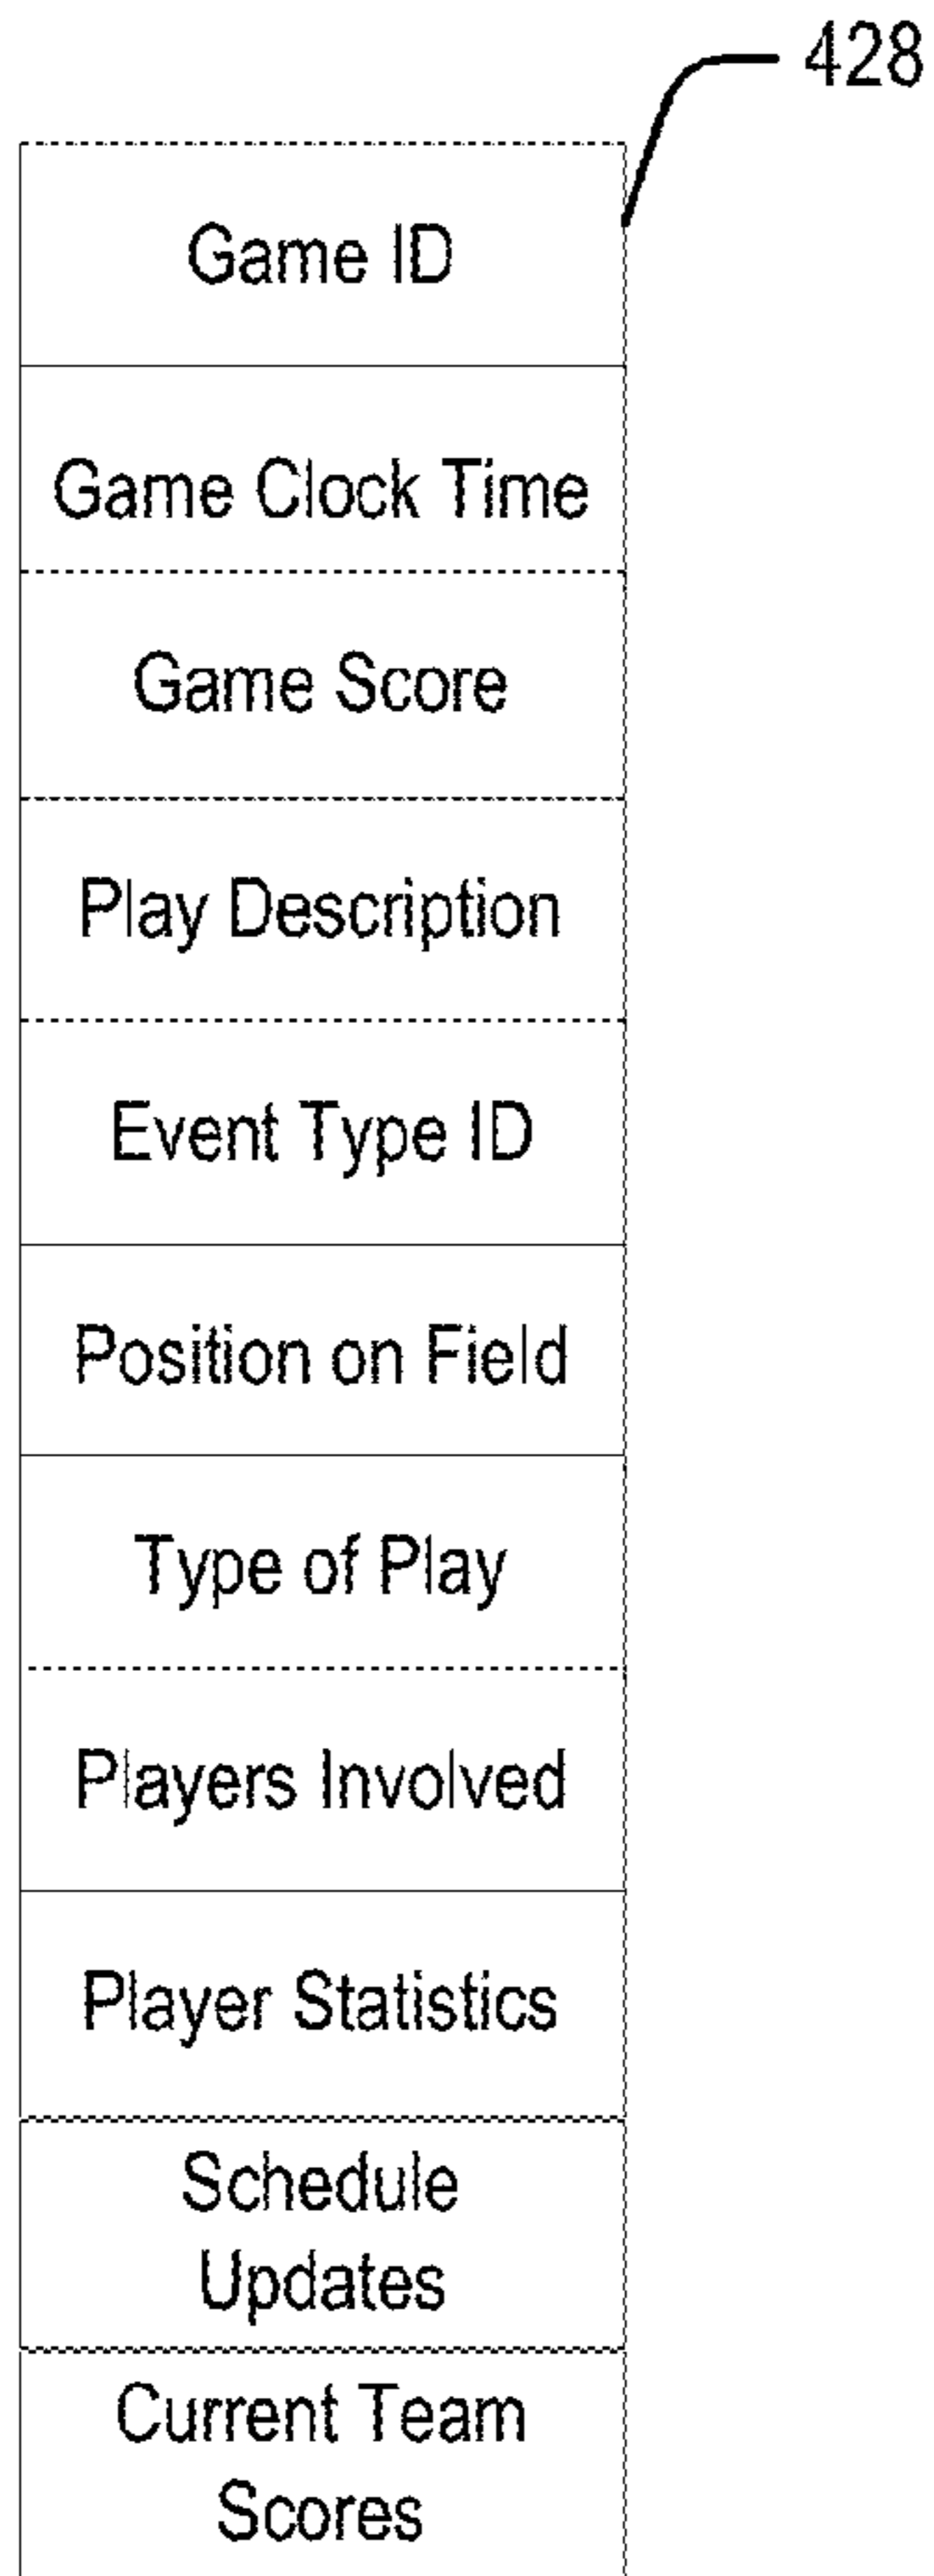 428
Game ID
Game Clock Time
Game Score
Play Description
Event Type ID
Position on Field
Type of Play
Players Involved
Player Statistics
Schedule
Updates
Current Team
Scores